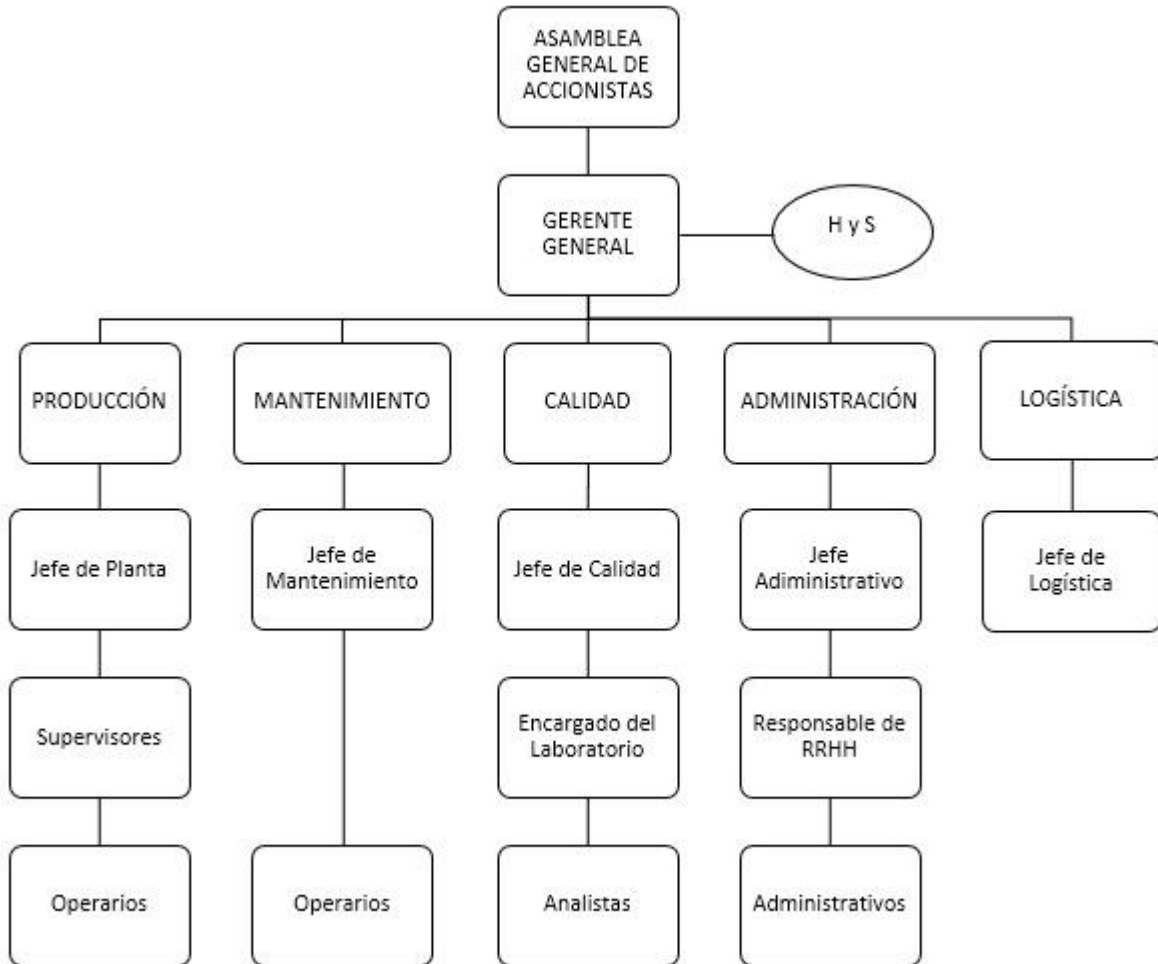 ASAMBLEA
GENERAL DE
ACCIONISTAS
GERENTE
GENERAL
H y S
PRODUCCIÓN
MANTENIMIENTO
CALIDAD
ADMINISTRACIÓN
LOGÍSTICA
Jefe de Planta
Jefe de
Mantenimiento
Jefe de Calidad
Jefe
Adiministrativo
Jefe de
Logística
Supervisores
Encargado del
Laboratorio
Responsable de
RRHH
Operarios
Operarios
Analistas
Administrativos